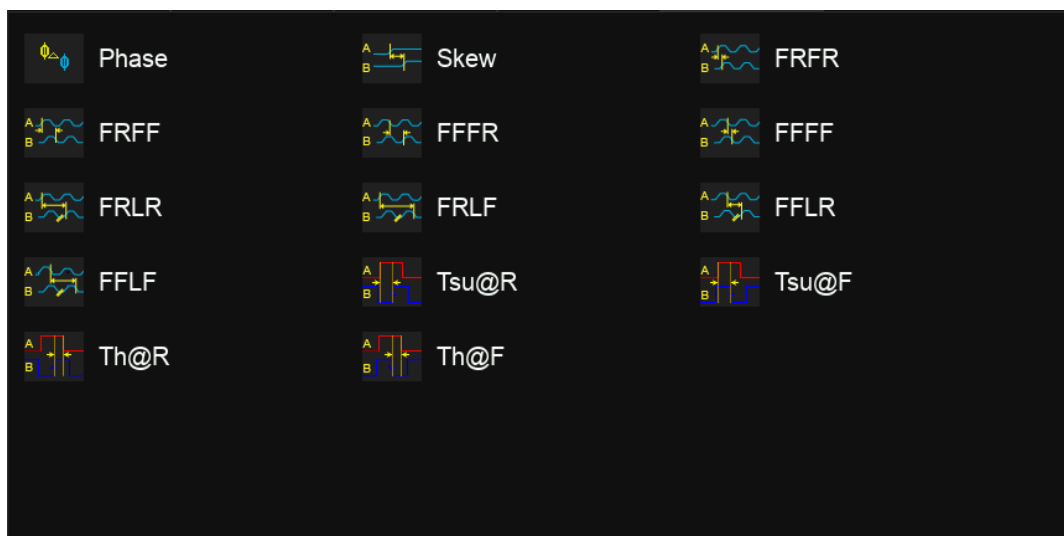 Phase
Skew
FRFR
FRFF
FFFR
FFFF
FRLR
FRLF
FFLR
FFLF
Tsu@R
Tsu@F
Th@R
Th@F